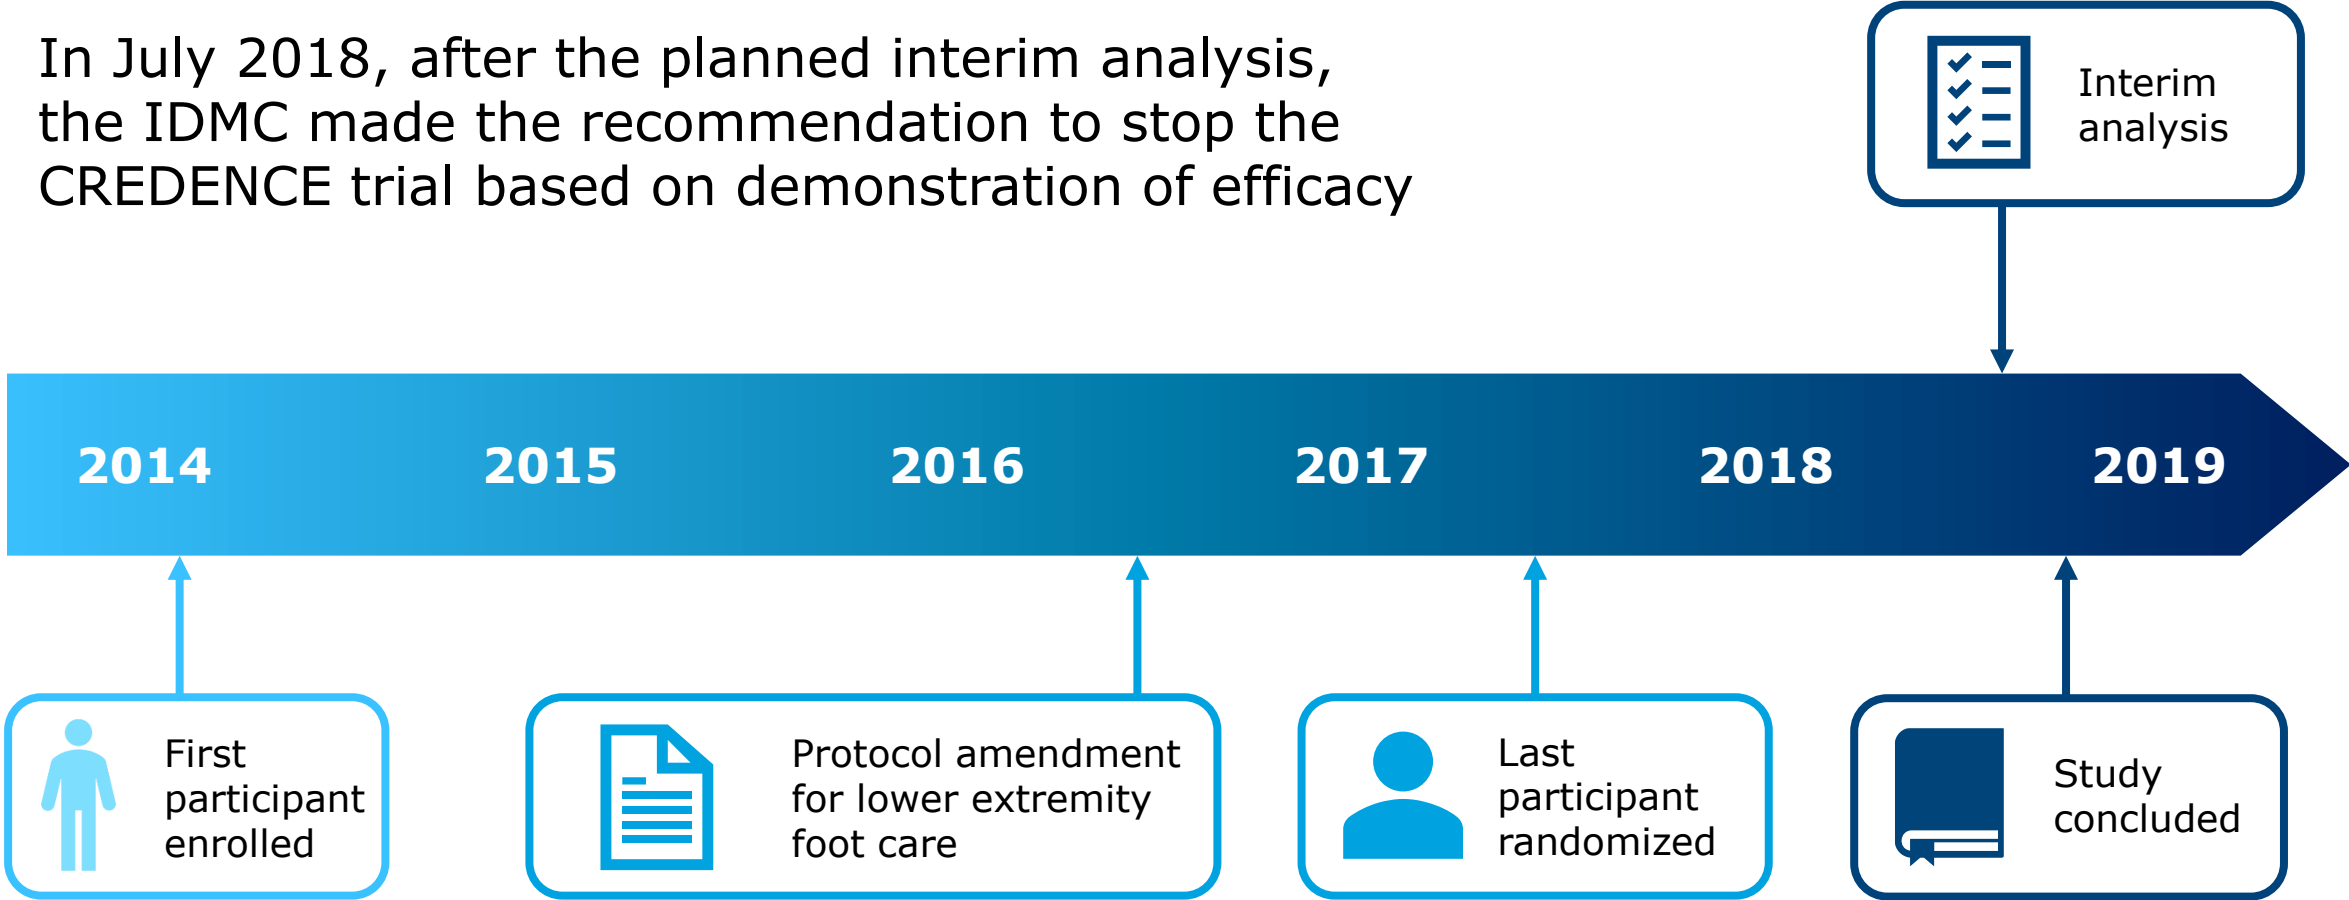 In July 2018, after the planned interim analysis,
the IDMC made the recommendation to stop the
CREDENCE trial based on demonstration of efficacy
Interim
analysis
2014 2015 2016 2017 2018 2019
First
participant
enrolled
Protocol amendment
for lower extremity
foot care
Last
participant
randomized
Study
concluded